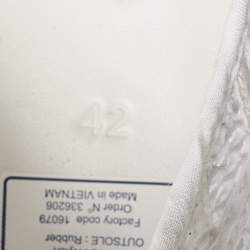 42
OUTSOLE : Rubber
Factory code 16079
Order N° 336206
Made in VIETNAM